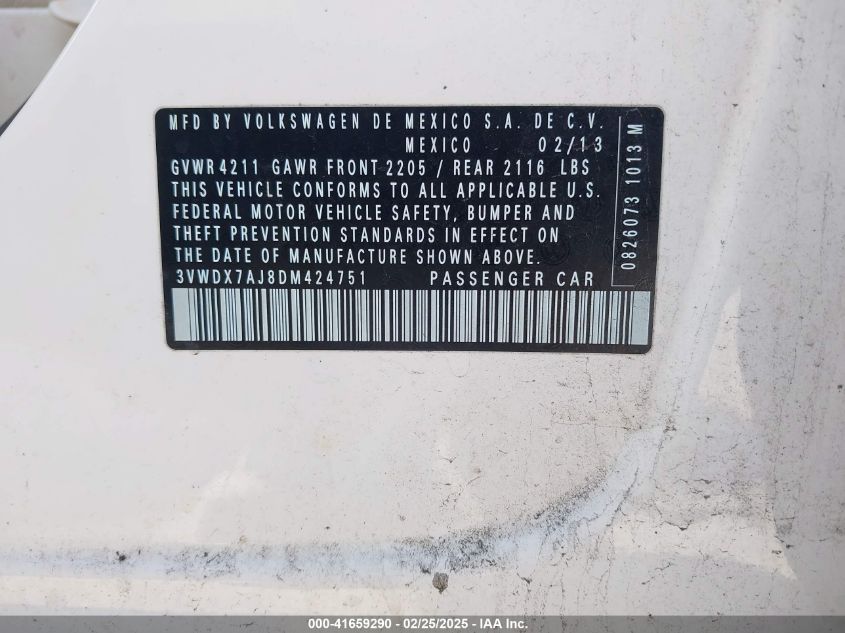 MFD BY VOLKSWAGEN DE MEXICO S.A. DE C.V.
MEXICO 02/13
GVWR 4211 GAWR FRONT 2205 / REAR 2116 LBS
THIS VEHICLE CONFORMS TO ALL APPLICABLE U.S.
FEDERAL MOTOR VEHICLE SAFETY, BUMPER AND
THEFT PREVENTION STANDARDS IN EFFECT ON
THE DATE OF MANUFACTURE SHOWN ABOVE.
3VWDX7AJ8DM424751 PASSENGER CAR
0826073 1013 M
000-41659290 - 02/25/2025 - IAA Inc.